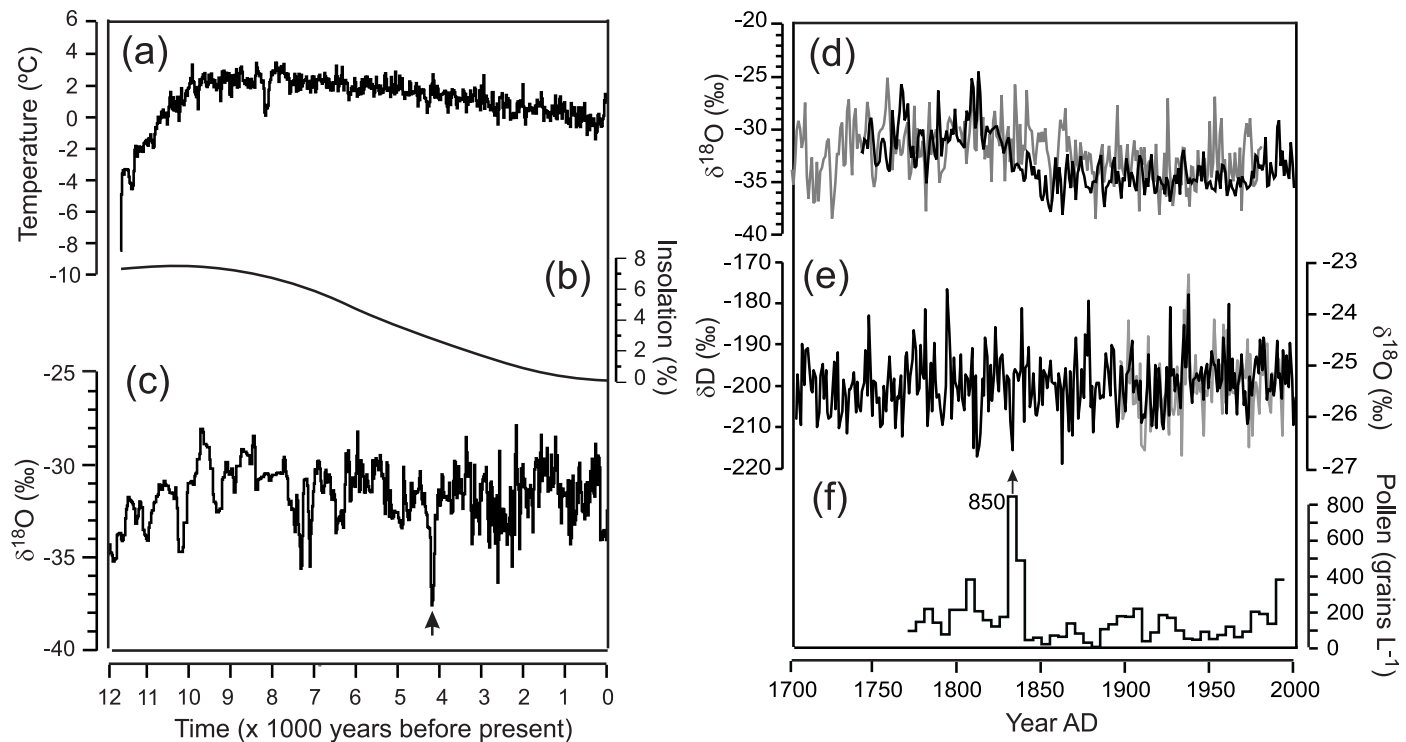 (a)
6
4
2
0
-2
-4
-6
-8
-10
Temperature (ºC)
(b)
8
6
4
2
0
Insolation (%)
(c)
-25
-30
-35
-40
δ18O (‰)
12 11 10 9 8 7 6 5 4 3 2 1 0
Time (x 1000 years before present)
(d)
-20
-25
-30
-35
-40
δ18O (‰)
(e)
-170
-180
-190
-200
-210
-220
δD (‰)
-23
-24
-25
-26
-27
δ18O (‰)
(f)
850
800
600
400
200
0
Pollen (grains L-1)
1700 1750 1800 1850 1900 1950 2000
Year AD